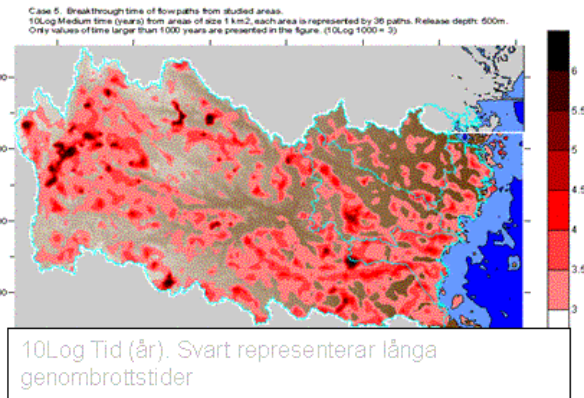 Case 5. Breakthrough time of flow paths from studied areas.
10Log Medium time (years) from areas of size 1 km2, each area is represented by 36 paths. Release depth: 500m.
Only values of time larger than 1000 years are presented in the figure. (10Log 1000 = 3)
6
5.5
5
4.5
4
3.5
3
10Log Tid (år). Svart representerar långa
genombrottstider